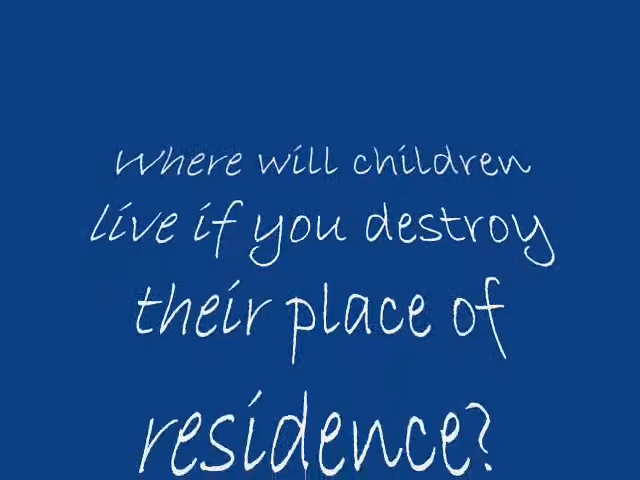 Where will children
live if you destroy
their place of
residence?